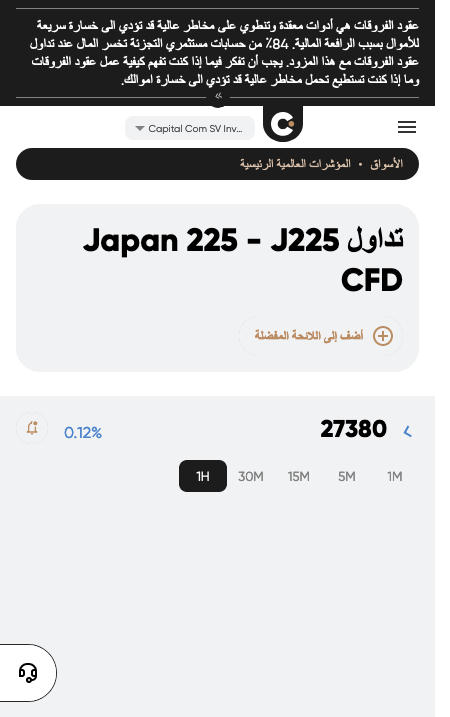 عقود الفروقات هي أدوات معقدة وتنطوي على مخاطر عالية قد تؤدي الى خسارة سريعة
للأموال بسبب الرافعة المالية. 84٪ من حسابات مستثمري التجزئة تخسر المال عند تداول
عقود الفروقات مع هذا المزود. يجب أن تفكر فيما إذا كنت تفهم كيفية عمل عقود الفروقات
وما إذا كنت تستطيع تحمل مخاطر عالية قد تؤدي الى خسارة اموالك.
Capital Com SV Inv...
الأسواق • المؤشرات العالمية الرئيسية
تداول Japan 225 - J225
CFD
أضف إلى اللائحة المفضلة
27380
0.12%
1M 5M 15M 30M 1H